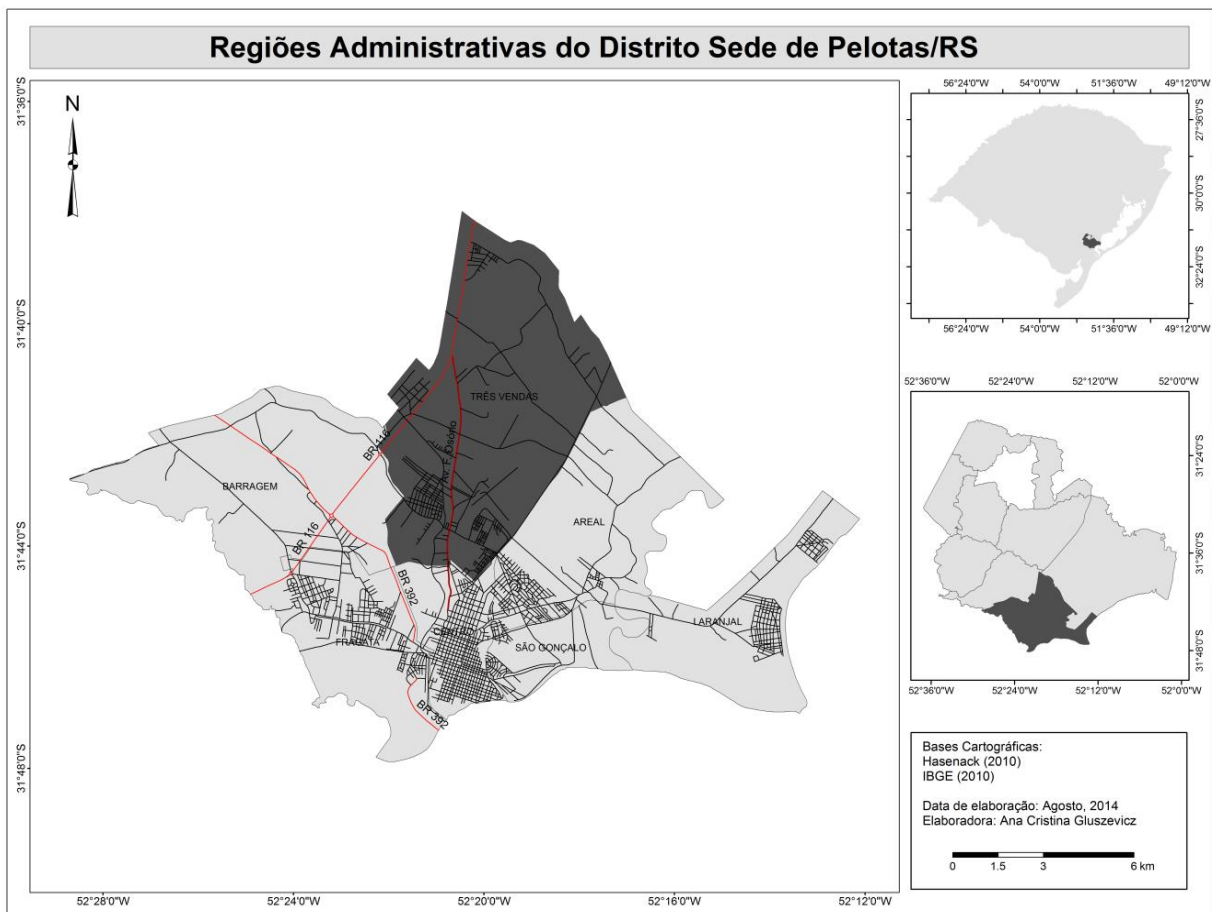 Regiões Administrativas do Distrito Sede de Pelotas/RS
31°36'0"S
31°40'0"S
31°44'0"S
31°48'0"S
N
TRÊS VENDAS
BR 116
Av. F. Osório
BARRAGEM
BR 116
AREAL
BR 392
LARANJAL
FRAGATA
CENTRO
SÃO GONÇALO
BR 392
52°28'0"W 52°24'0"W 52°20'0"W 52°16'0"W 52°12'0"W
56°24'0"W 54°0'0"W 51°36'0"W 49°12'0"W
27°36'0"S
30°0'0"S
32°24'0"S
56°24'0"W 54°0'0"W 51°36'0"W 49°12'0"W
52°36'0"W 52°24'0"W 52°12'0"W 52°0'0"W
31°24'0"S
31°36'0"S
31°48'0"S
52°36'0"W 52°24'0"W 52°12'0"W 52°0'0"W
Bases Cartográficas:
Hasenack (2010)
IBGE (2010)
Data de elaboração: Agosto, 2014
Elaboradora: Ana Cristina Gluszevicz
0 1.5 3 6 km